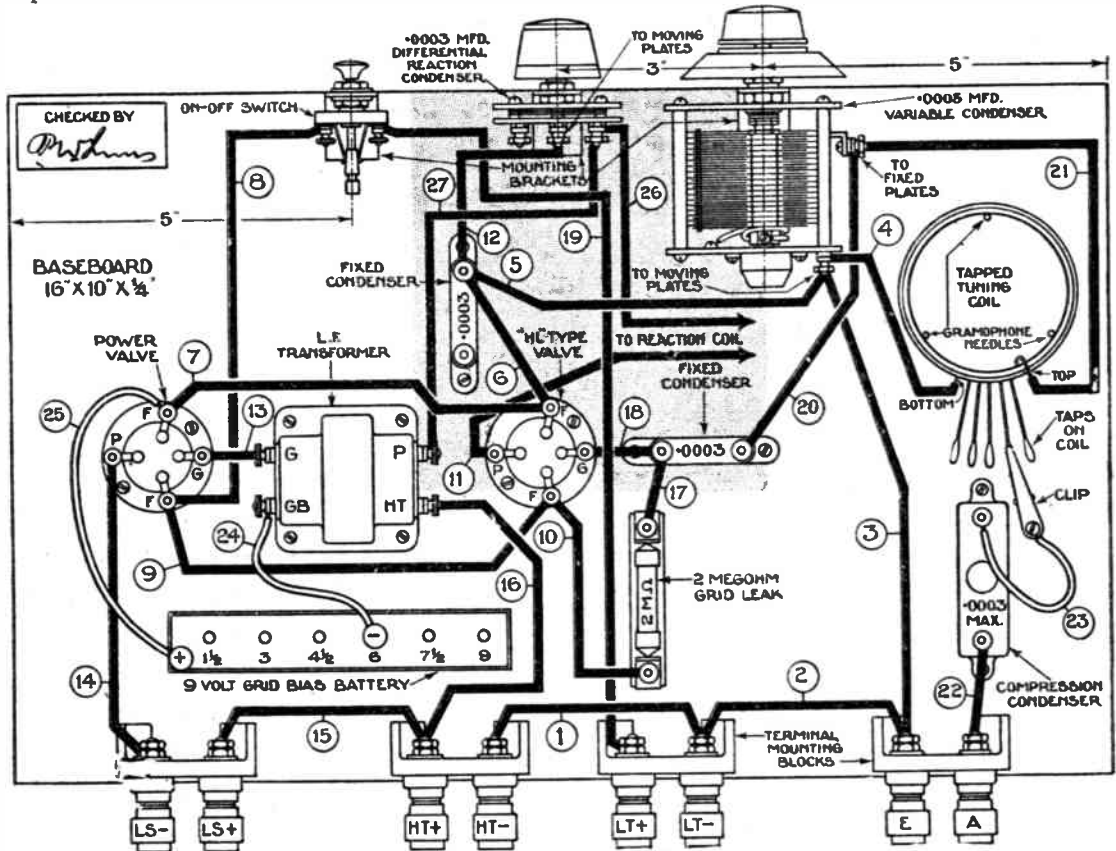 ·0003 MFD.
DIFFERENTIAL
REACTION
CONDENSER
TO MOVING
PLATES
3"
5"
CHECKED BY
ON-OFF SWITCH
·0005 MFD.
VARIABLE CONDENSER
MOUNTING
BRACKETS
TO
FIXED
PLATES
8
27
26
21
5"
12
19
4
BASEBOARD
16" X 10" X ¼"
FIXED
CONDENSER
5
·0003
TO MOVING
PLATES
TAPPED
TUNING
COIL
GRAMOPHONE
NEEDLES
TOP
BOTTOM
L.F.
TRANSFORMER
"HL"-TYPE
VALVE
TO REACTION COIL
FIXED
CONDENSER
POWER
VALVE
7
6
25
13
18
20
F
P
G
F
G
P
GB
HT
F
P
G
F
·0003
TAPS
ON
COIL
11
17
CLIP
10
24
9
16
3
2 MΩ
2 MEGOHM
GRID LEAK
·0003
MAX.
23
+
1½
3
4½
−
6
7½
9
9 VOLT GRID BIAS BATTERY
14
15
1
2
22
COMPRESSION
CONDENSER
TERMINAL
MOUNTING
BLOCKS
LS−
LS+
HT+
HT−
LT+
LT−
E
A